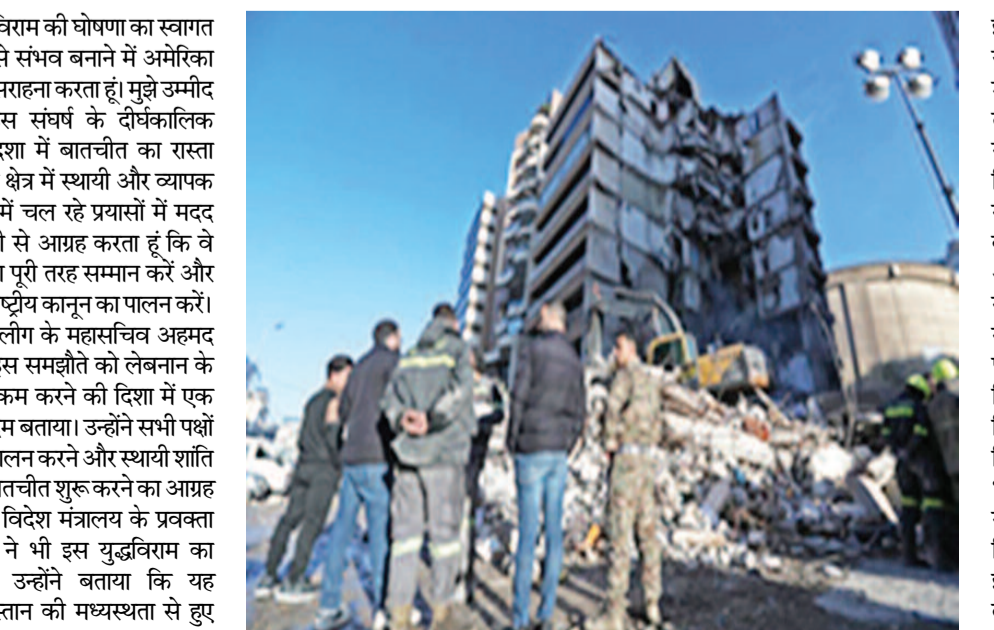 विराम की घोषणा का स्वागत
संभव बनाने में अमेरिका
सराहना करता हूं। मुझे उम्मीद
संघर्ष के दीर्घकालिक
में बातचीत का रास्ता
क्षेत्र में स्थायी और व्यापक
में चल रहे प्रयासों में मदद
से आग्रह करता हूं कि वे
पूरी तरह सम्मान करें और
कानून का पालन करें।
लीग के महासचिव अहमद
इस समझौते को लेबनान के
कम करने की दिशा में एक
बताया। उन्होंने सभी पक्षों
करने और स्थायी शांति
शुरू करने का आग्रह
विदेश मंत्रालय के प्रवक्ता
ने भी इस युद्धविराम का
उन्होंने बताया कि यह
की मध्यस्थता से हुए